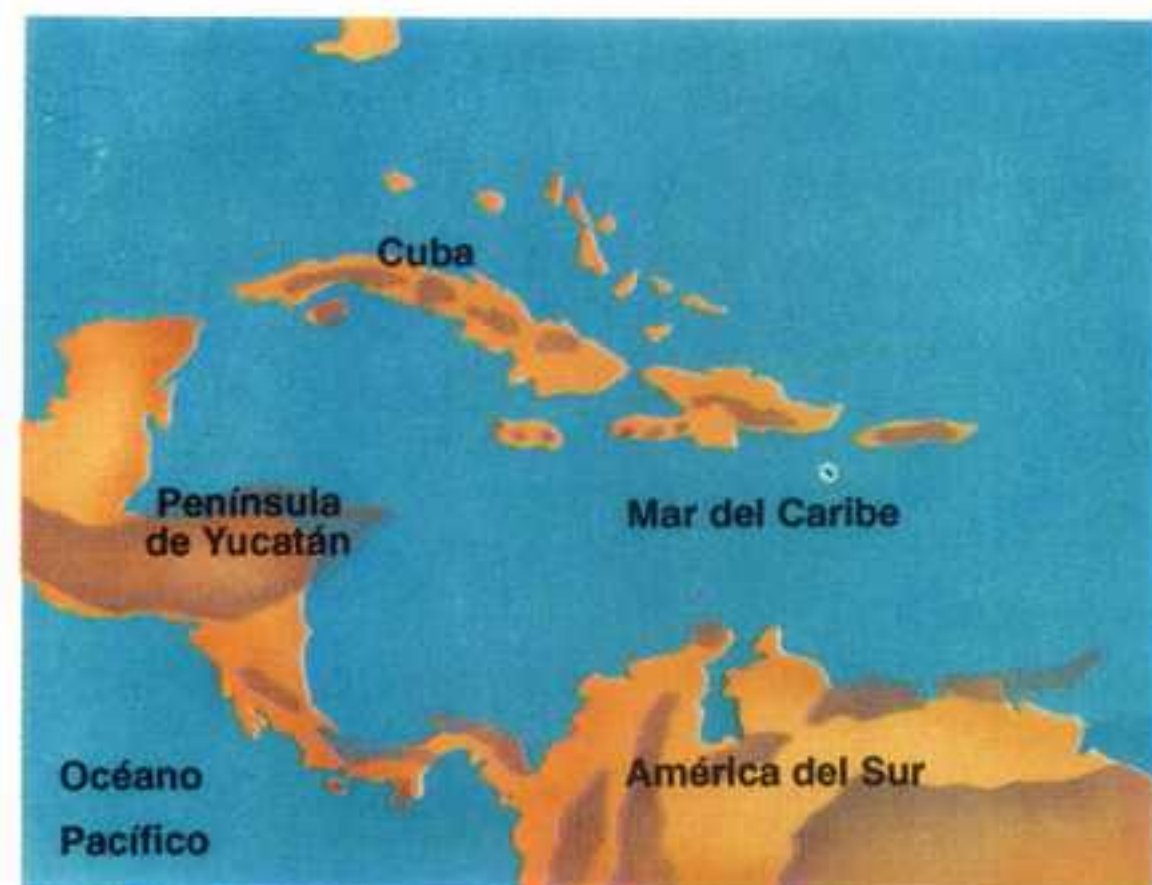 Cuba
Península
de Yucatán
Mar del Caribe
América del Sur
Océano
Pacífico